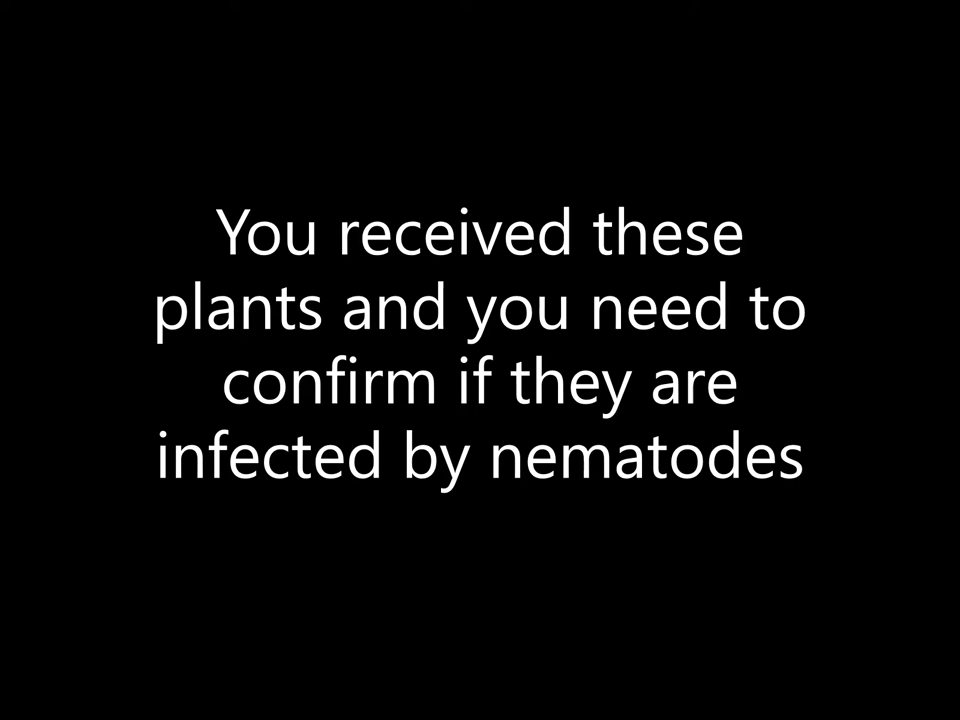 You received these
plants and you need to
confirm if they are
infected by nematodes